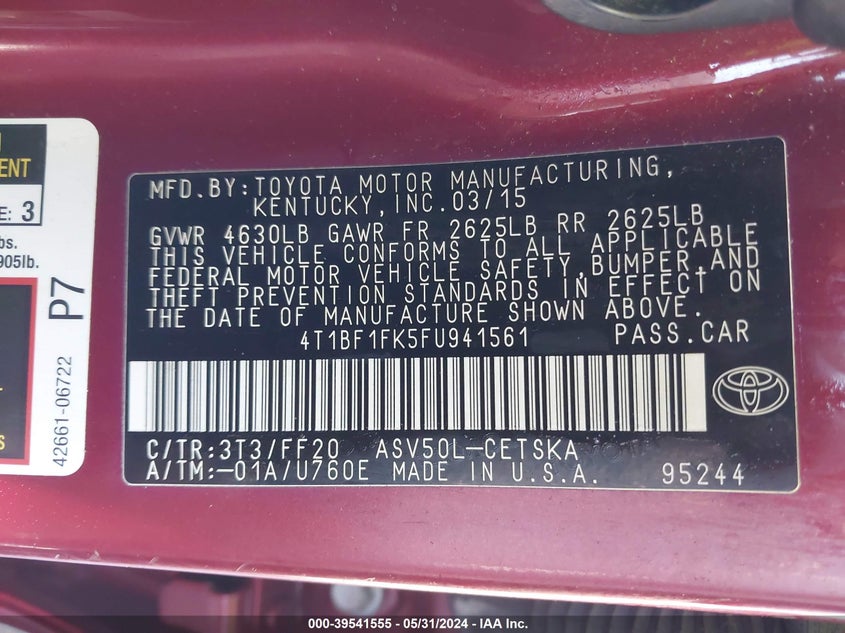 MFD. BY: TOYOTA MOTOR MANUFACTURING,
KENTUCKY, INC. 03/15
GVWR 4630LB GAWR FR 2625LB RR 2625LB
THIS VEHICLE CONFORMS TO ALL APPLICABLE
FEDERAL MOTOR VEHICLE SAFETY, BUMPER, AND
THEFT PREVENTION STANDARDS IN EFFECT ON
THE DATE OF MANUFACTURE SHOWN ABOVE.
4T1BF1FK5FU941561 PASS. CAR
C/TR: 3T3/FF20 ASV50L-CETSKA
A/TM: -01A/U760E MADE IN U.S.A. 95244
E: 3
bs.
905lb.
P7
42661-06722
000-39541555 - 05/31/2024 - IAA Inc.